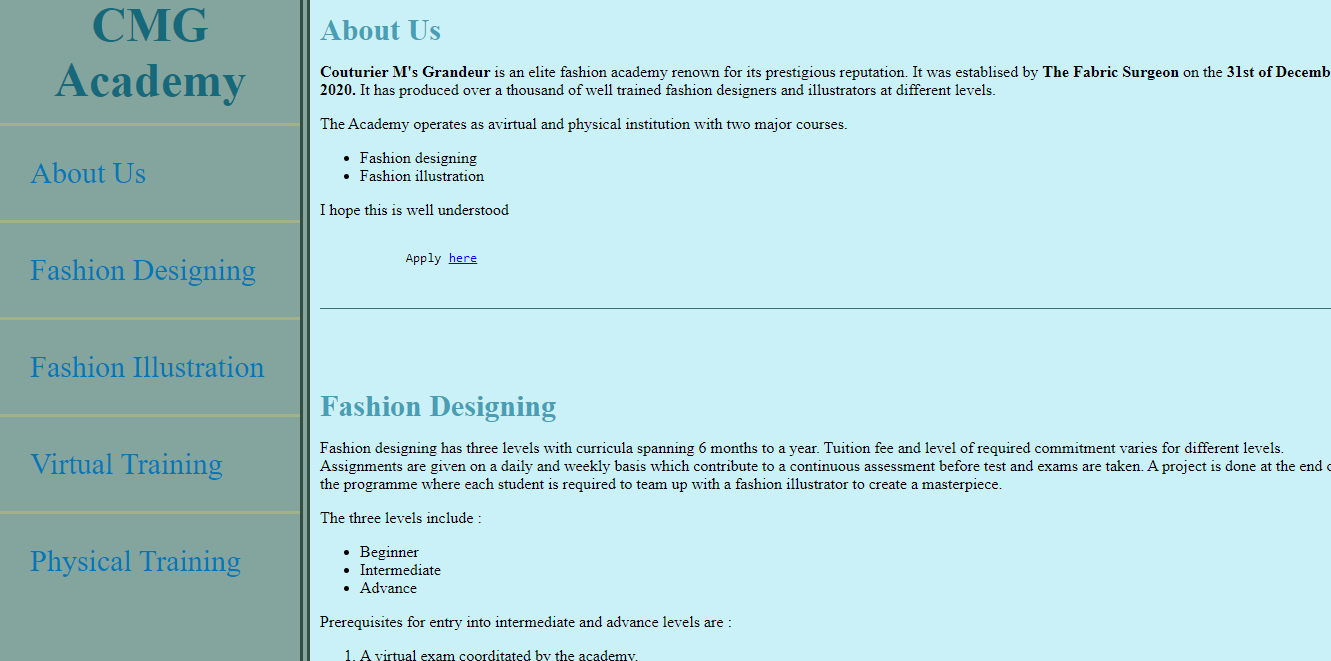 CMG
Academy
About Us
Fashion Designing
Fashion Illustration
Virtual Training
Physical Training
About Us
Couturier M's Grandeur is an elite fashion academy renown for its prestigious reputation. It was establised by The Fabric Surgeon on the 31st of Decemb
2020. It has produced over a thousand of well trained fashion designers and illustrators at different levels.
The Academy operates as avirtual and physical institution with two major courses.
• Fashion designing
• Fashion illustration
I hope this is well understood
Apply here
Fashion Designing
Fashion designing has three levels with curricula spanning 6 months to a year. Tuition fee and level of required commitment varies for different levels.
Assignments are given on a daily and weekly basis which contribute to a continuous assessment before test and exams are taken. A project is done at the end
the programme where each student is required to team up with a fashion illustrator to create a masterpiece.
The three levels include :
• Beginner
• Intermediate
• Advance
Prerequisites for entry into intermediate and advance levels are :
1. A virtual exam coorditated by the academy.